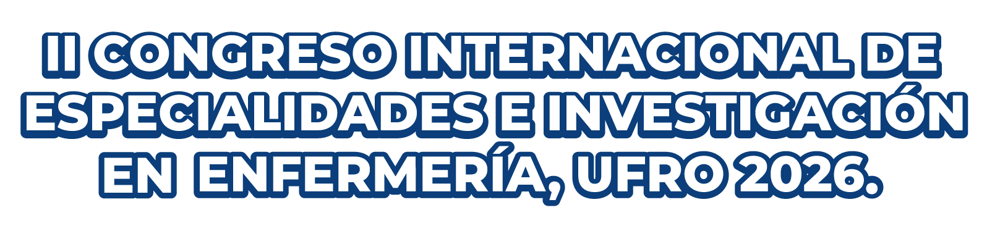 II CONGRESO INTERNACIONAL DE
ESPECIALIDADES E INVESTIGACIÓN
EN ENFERMERÍA, UFRO 2026.